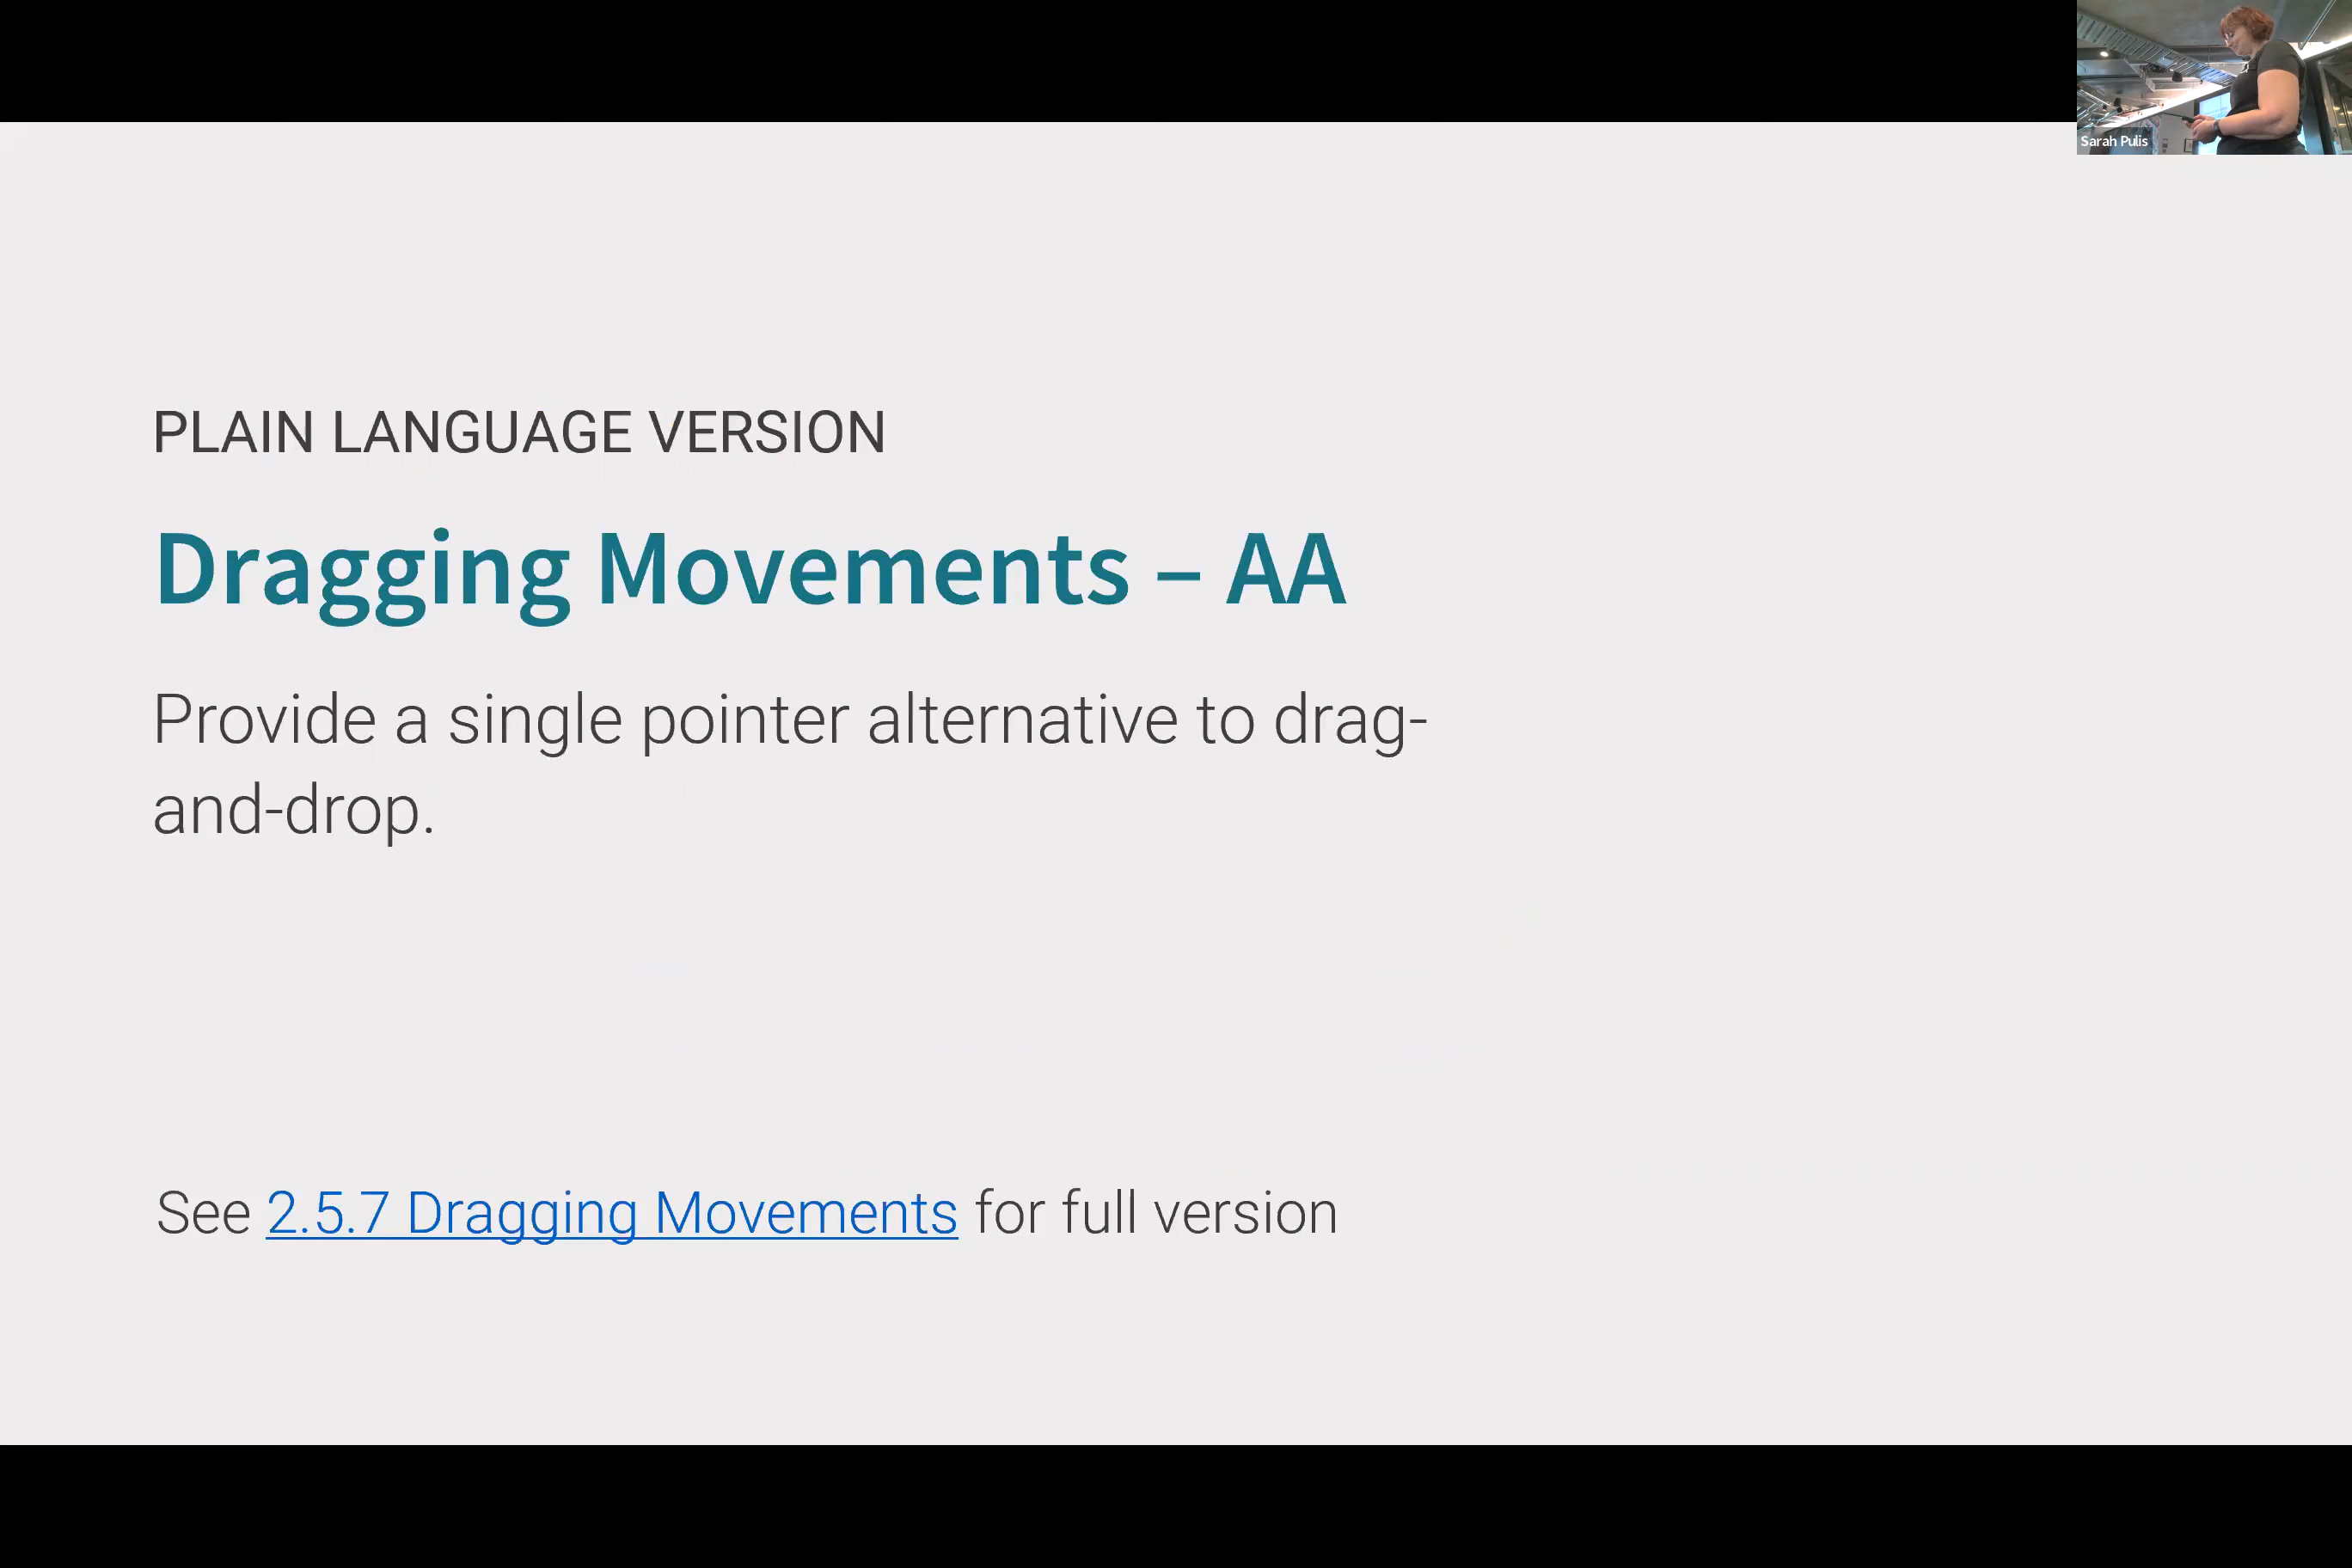 Sarah Pulis
PLAIN LANGUAGE VERSION
Dragging Movements – AA
Provide a single pointer alternative to drag-
and-drop.
See 2.5.7 Dragging Movements for full version